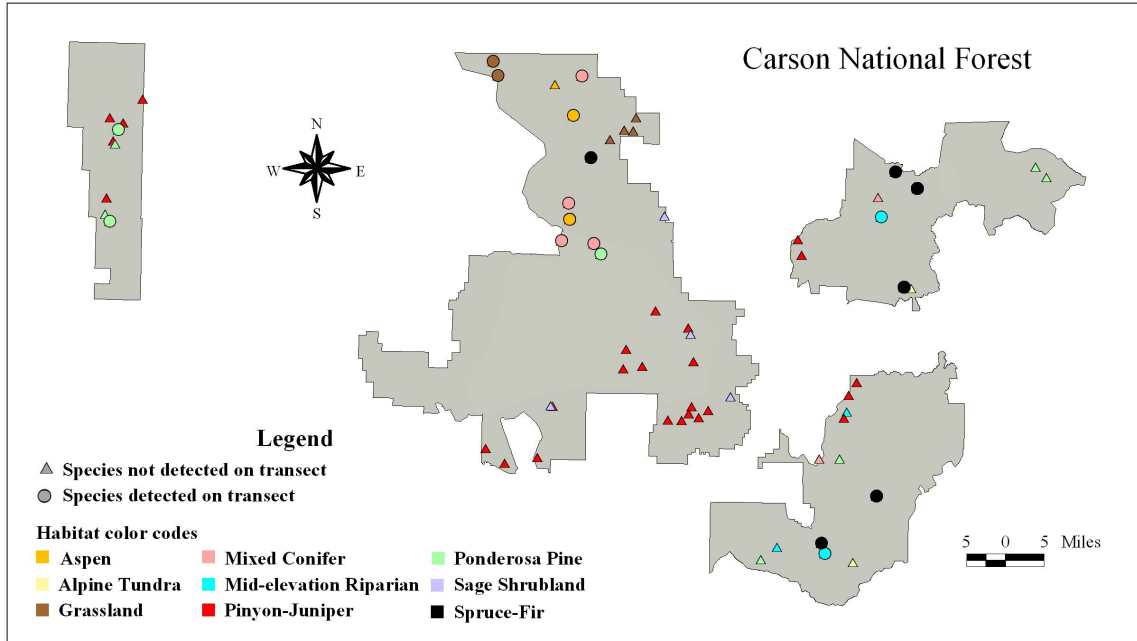 Carson National Forest
N
W E
S
Legend
Species not detected on transect
Species detected on transect
Habitat color codes
Aspen
Mixed Conifer
Ponderosa Pine
Alpine Tundra
Mid-elevation Riparian
Sage Shrubland
Grassland
Pinyon-Juniper
Spruce-Fir
5 0 5 Miles